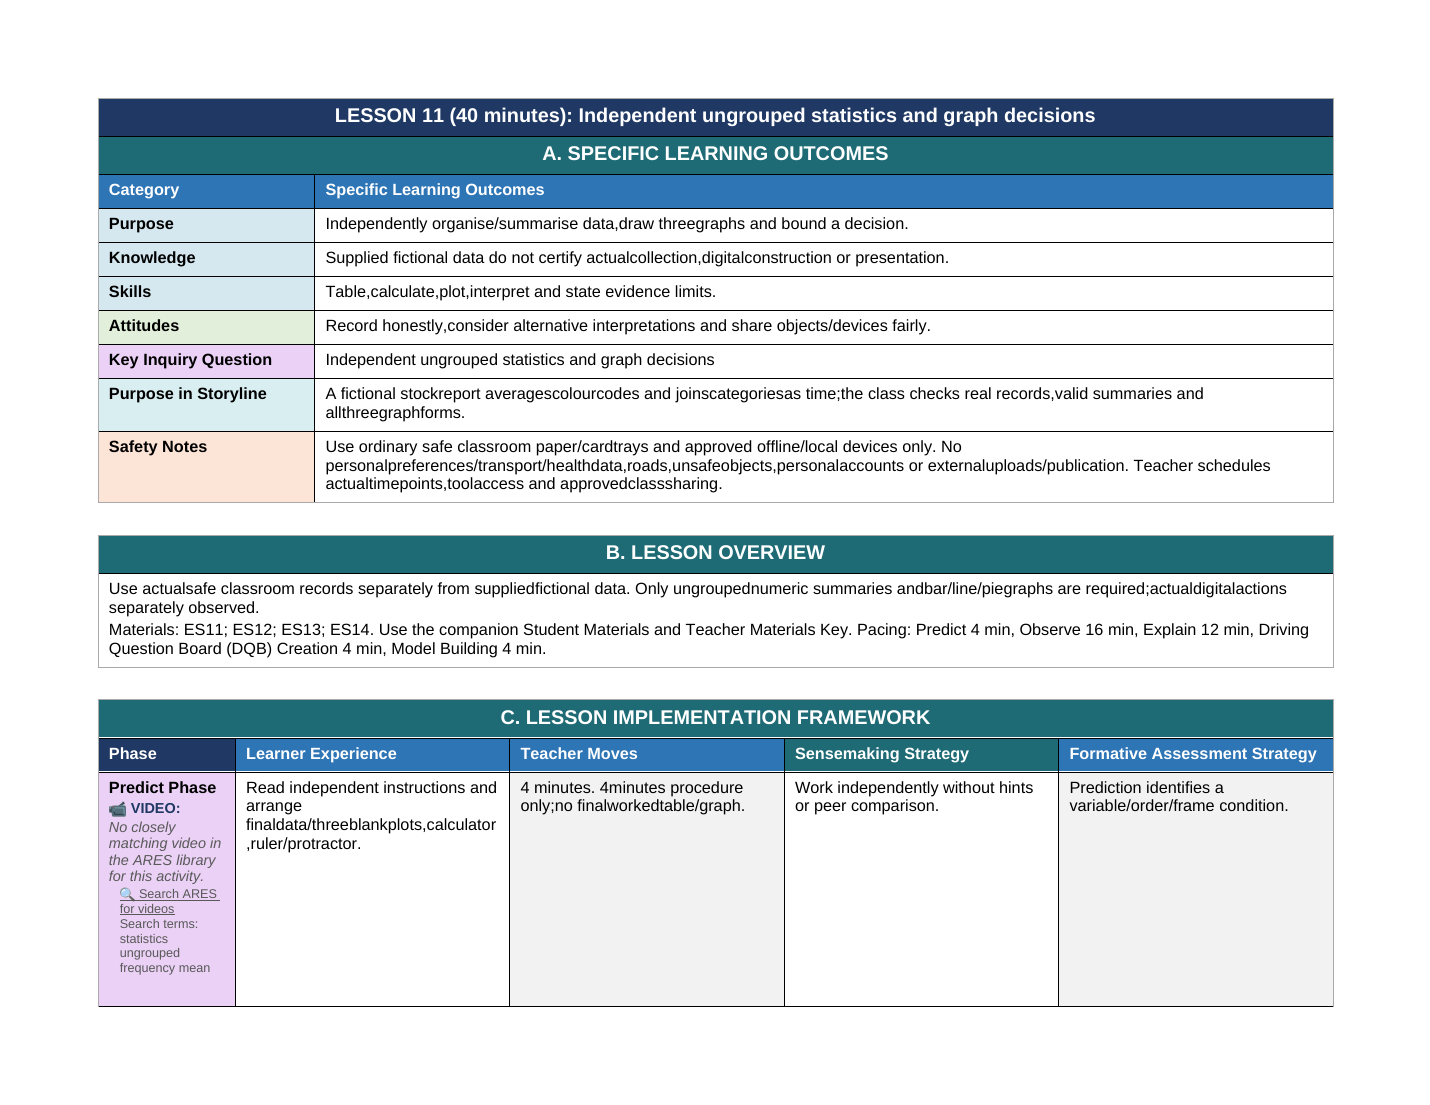 LESSON 11 (40 minutes): Independent ungrouped statistics and graph decisions
A. SPECIFIC LEARNING OUTCOMES
Category
Specific Learning Outcomes
Purpose
Independently organise/summarise data,draw threegraphs and bound a decision.
Knowledge
Supplied fictional data do not certify actualcollection,digitalconstruction or presentation.
Skills
Table,calculate,plot,interpret and state evidence limits.
Attitudes
Record honestly,consider alternative interpretations and share objects/devices fairly.
Key Inquiry Question
Independent ungrouped statistics and graph decisions
Purpose in Storyline
A fictional stockreport averagescolourcodes and joinscategoriesas time;the class checks real records,valid summaries and
allthreegraphforms.
Safety Notes
Use ordinary safe classroom paper/cardtrays and approved offline/local devices only. No
personalpreferences/transport/healthdata,roads,unsafeobjects,personalaccounts or externaluploads/publication. Teacher schedules
actualtimepoints,toolaccess and approvedclasssharing.
B. LESSON OVERVIEW
Use actualsafe classroom records separately from suppliedfictional data. Only ungroupednumeric summaries andbar/line/piegraphs are required;actualdigitalactions
separately observed.
Materials: ES11; ES12; ES13; ES14. Use the companion Student Materials and Teacher Materials Key. Pacing: Predict 4 min, Observe 16 min, Explain 12 min, Driving
Question Board (DQB) Creation 4 min, Model Building 4 min.
C. LESSON IMPLEMENTATION FRAMEWORK
Phase
Learner Experience
Teacher Moves
Sensemaking Strategy
Formative Assessment Strategy
Predict Phase
📹 VIDEO:
No closely
matching video in
the ARES library
for this activity.
🔍 Search ARES
for videos
Search terms:
statistics
ungrouped
frequency mean
Read independent instructions and
arrange
finaldata/threeblankplots,calculator
,ruler/protractor.
4 minutes. 4minutes procedure
only;no finalworkedtable/graph.
Work independently without hints
or peer comparison.
Prediction identifies a
variable/order/frame condition.